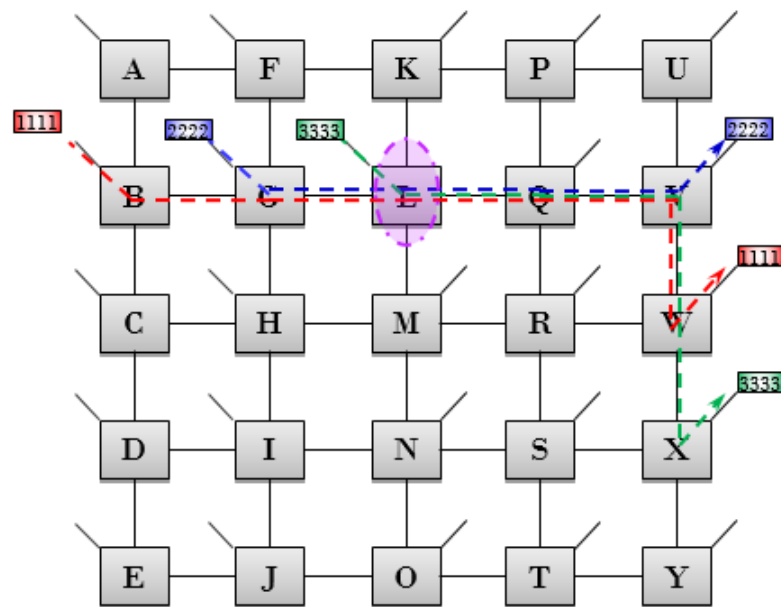 A F K P U
1111 2222 3333 2222
B G L Q V
1111
C H M R W
3333
D I N S X
E J O T Y